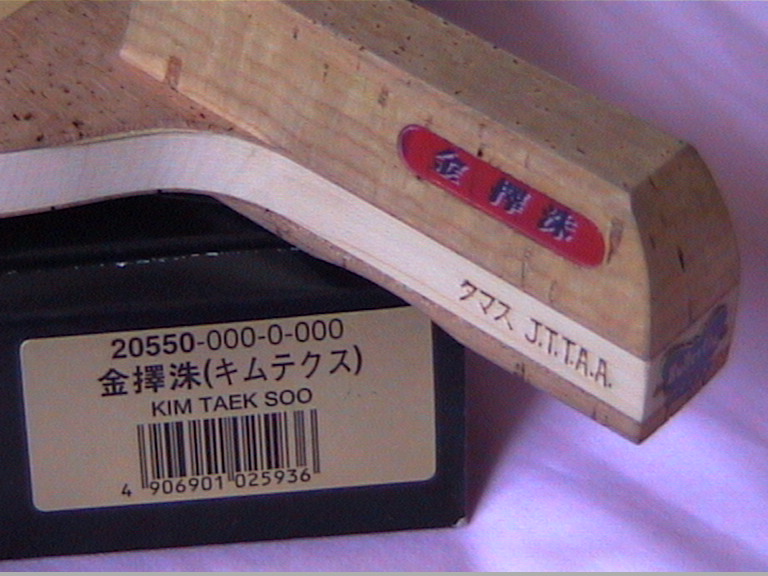 金擇洙
タマス J.T.T.A.A.
20550-000-0-000
金擇洙(キムテクス)
KIM TAEK SOO
4 906901 025936